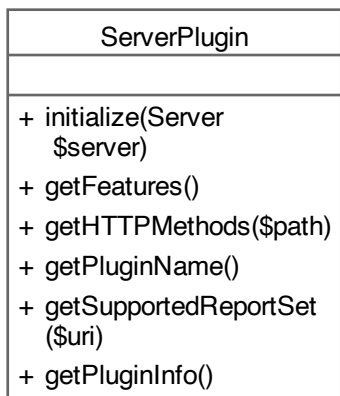 ServerPlugin
+ initialize(Server
$server)
+ getFeatures()
+ getHTTPMethods($path)
+ getPluginName()
+ getSupportedReportSet
($uri)
+ getPluginInfo()